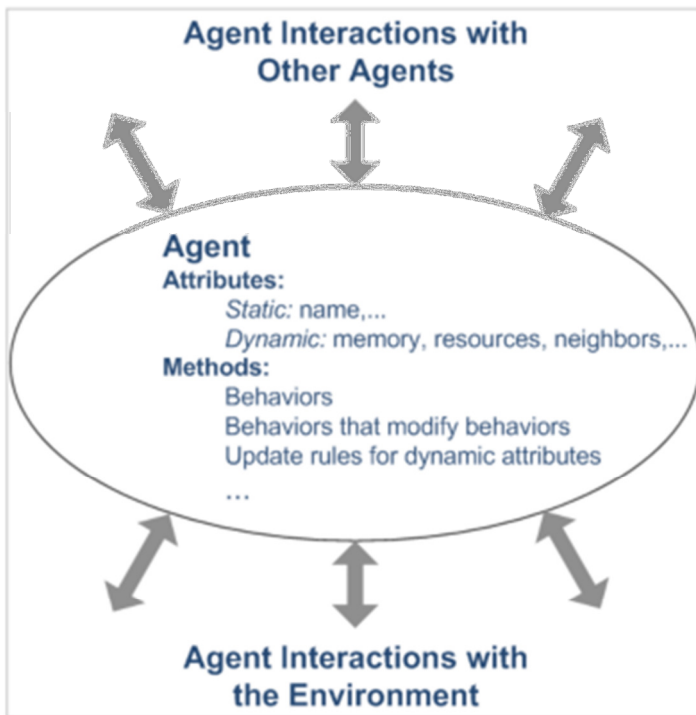 Agent Interactions with
Other Agents
Agent
Attributes:
Static: name,...
Dynamic: memory, resources, neighbors,...
Methods:
Behaviors
Behaviors that modify behaviors
Update rules for dynamic attributes
...
Agent Interactions with
the Environment